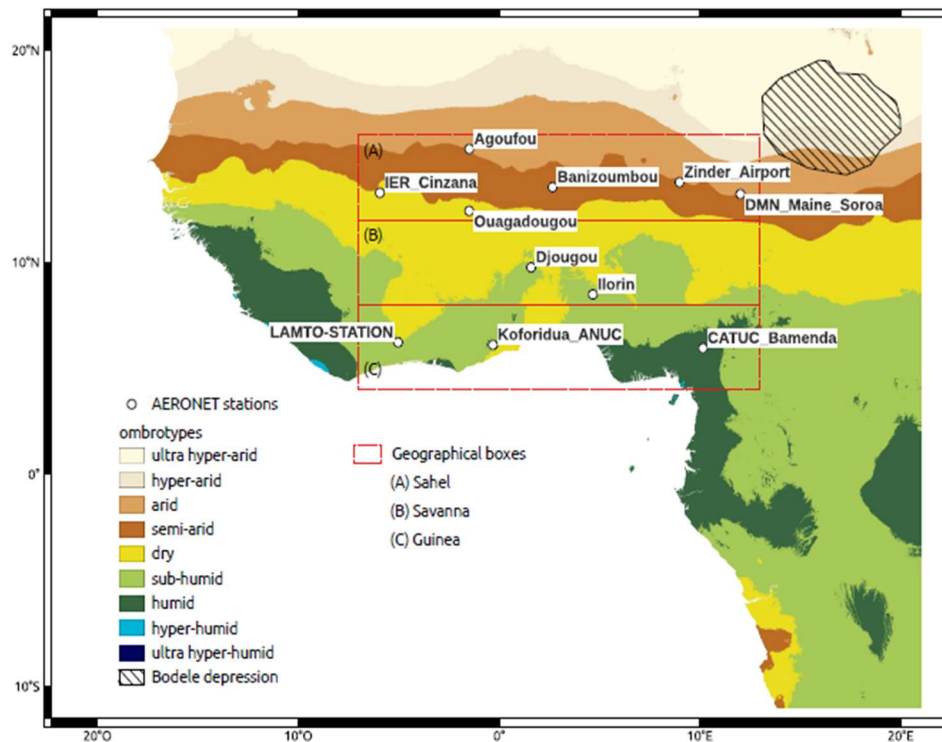 20°N
10°N
0°
10°S
(A)
Agoufou
IER_Cinzana
Banizoumbou
Zinder_Airport
DMN_Maine_Soroa
Ouagadougou
(B)
Djougou
Ilorin
LAMTO-STATION
Koforidua_ANUC
CATUC_Bamenda
(C)
AERONET stations
ombrotypes
ultra hyper-arid
hyper-arid
arid
semi-arid
dry
sub-humid
humid
hyper-humid
ultra hyper-humid
Bodele depression
Geographical boxes
(A) Sahel
(B) Savanna
(C) Guinea
20°O
10°O
0°
10°E
20°E